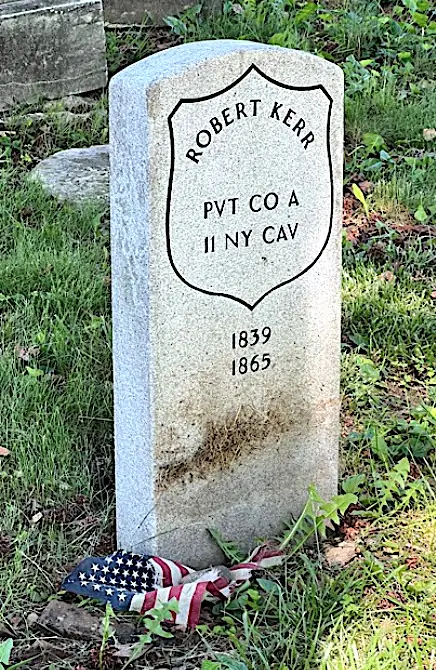 ROBERT KERR
PVT CO A
11 NY CAV
1839
1865